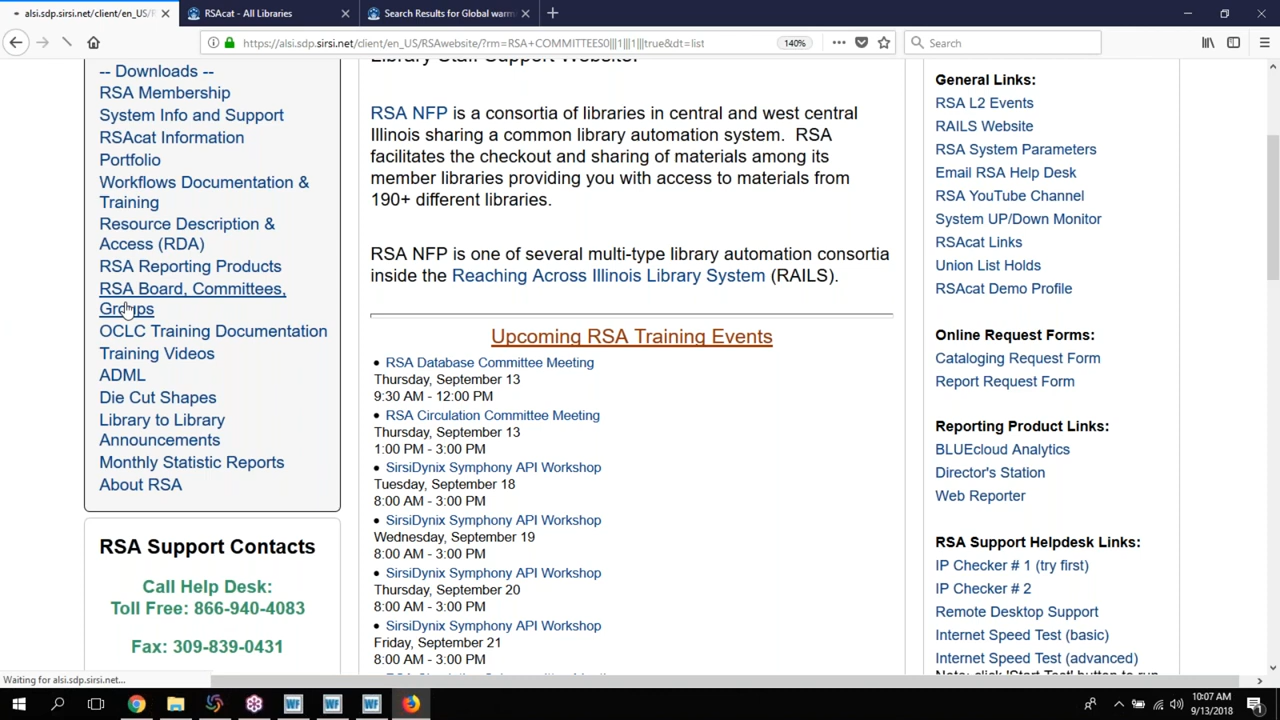 alsi.sdp.sirsi.net/client/en_US/R
RSAcat - All Libraries
Search Results for Global warm
https://alsi.sdp.sirsi.net/client/en_US/RSAwebsite/?rm=RSA+COMMITTEES0|||1|||1|||true&dt=list
140%
Search
-- Downloads --
RSA Membership
System Info and Support
RSAcat Information
Portfolio
Workflows Documentation &
Training
Resource Description &
Access (RDA)
RSA Reporting Products
RSA Board, Committees,
Groups
OCLC Training Documentation
Training Videos
ADML
Die Cut Shapes
Library to Library
Announcements
Monthly Statistic Reports
About RSA
RSA Support Contacts
Call Help Desk:
Toll Free: 866-940-4083
Fax: 309-839-0431
Library Staff Support Website.
RSA NFP is a consortia of libraries in central and west central
Illinois sharing a common library automation system. RSA
facilitates the checkout and sharing of materials among its
member libraries providing you with access to materials from
190+ different libraries.
RSA NFP is one of several multi-type library automation consortia
inside the Reaching Across Illinois Library System (RAILS).
Upcoming RSA Training Events
• RSA Database Committee Meeting
Thursday, September 13
9:30 AM - 12:00 PM
• RSA Circulation Committee Meeting
Thursday, September 13
1:00 PM - 3:00 PM
• SirsiDynix Symphony API Workshop
Tuesday, September 18
8:00 AM - 3:00 PM
• SirsiDynix Symphony API Workshop
Wednesday, September 19
8:00 AM - 3:00 PM
• SirsiDynix Symphony API Workshop
Thursday, September 20
8:00 AM - 3:00 PM
• SirsiDynix Symphony API Workshop
Friday, September 21
8:00 AM - 3:00 PM
General Links:
RSA L2 Events
RAILS Website
RSA System Parameters
Email RSA Help Desk
RSA YouTube Channel
System UP/Down Monitor
RSAcat Links
Union List Holds
RSAcat Demo Profile
Online Request Forms:
Cataloging Request Form
Report Request Form
Reporting Product Links:
BLUEcloud Analytics
Director's Station
Web Reporter
RSA Support Helpdesk Links:
IP Checker # 1 (try first)
IP Checker # 2
Remote Desktop Support
Internet Speed Test (basic)
Internet Speed Test (advanced)
Note: click 'Start Test' button to run
Waiting for alsi.sdp.sirsi.net...
WF
WF
WF
10:07 AM
9/13/2018
1